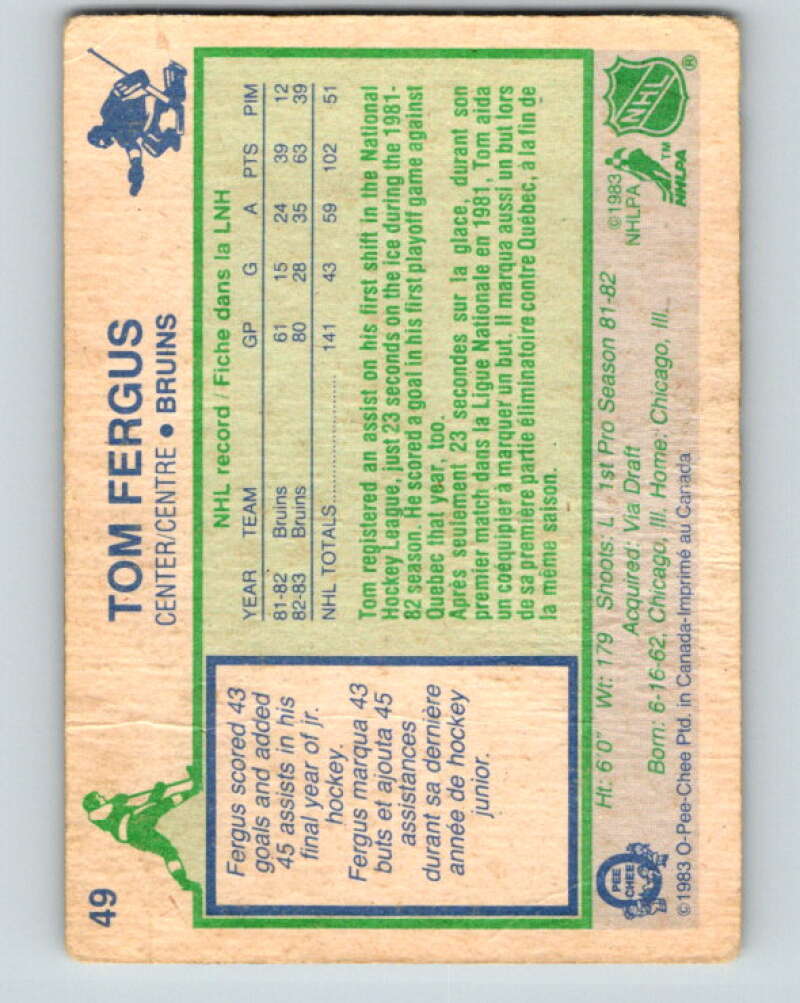 49
TOM FERGUS
CENTER/CENTRE • BRUINS
Fergus scored 43
goals and added
45 assists in his
final year of jr.
hockey.
Fergus marqua 43
buts et ajouta 45
assistances
durant sa dernière
année de hockey
junior.
NHL record / Fiche dans la LNH
YEAR TEAM GP G A PTS PIM
81-82 Bruins 61 15 24 39 12
82-83 Bruins 80 28 35 63 39
NHL TOTALS 141 43 59 102 51
Tom registered an assist on his first shift in the National
Hockey League, just 23 seconds on the ice during the 1981-
82 season. He scored a goal in his first playoff game against
Quebec that year, too.
Aprés seulement 23 secondes sur la glace, durant son
premier match dans la Ligue Nationale en 1981, Tom aida
un coéquipier à marquer un but. Il marqua aussi un but lors
de sa première partie éliminatoire contre Québec, à la fin de
la même saison.
Ht: 6'0" Wt: 179 Shoots: L 1st Pro Season 81-82
Acquired: Via Draft
Born: 6-16-62, Chicago, Ill. Home: Chicago, Ill.
©1983 O-Pee-Chee Ptd. in Canada-Imprimé au Canada
PEE
CHEE
©1983
NHLPA
NHLPA
TM
NHL
®